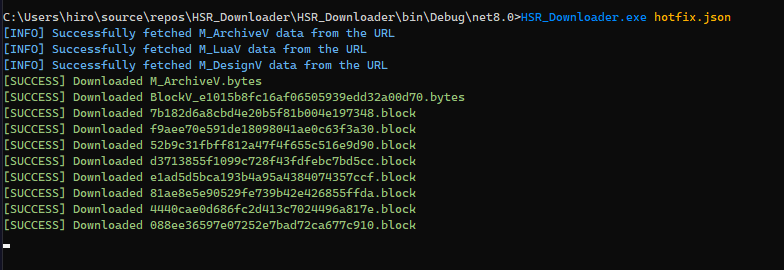 C:\Users\hiro\source\repos\HSR_Downloader\HSR_Downloader\bin\Debug\net8.0>HSR_Downloader.exe hotfix.json
[INFO] Successfully fetched M_ArchiveV data from the URL
[INFO] Successfully fetched M_LuaV data from the URL
[INFO] Successfully fetched M_DesignV data from the URL
[SUCCESS] Downloaded M_ArchiveV.bytes
[SUCCESS] Downloaded BlockV_e1015b8fc16af06505939edd32a00d70.bytes
[SUCCESS] Downloaded 7b182d6a8cbd4e20b5f81b004e197348.block
[SUCCESS] Downloaded f9aee70e591de18098041ae0c63f3a30.block
[SUCCESS] Downloaded 52b9c31fbff812a47f4f655c516e9d90.block
[SUCCESS] Downloaded d3713855f1099c728f43fdfebc7bd5cc.block
[SUCCESS] Downloaded e1ad5d5bca193b4a95a4384074357ccf.block
[SUCCESS] Downloaded 81ae8e5e90529fe739b42e426855ffda.block
[SUCCESS] Downloaded 4440cae0d686fc2d413c7024496a817e.block
[SUCCESS] Downloaded 088ee36597e07252e7bad72ca677c910.block